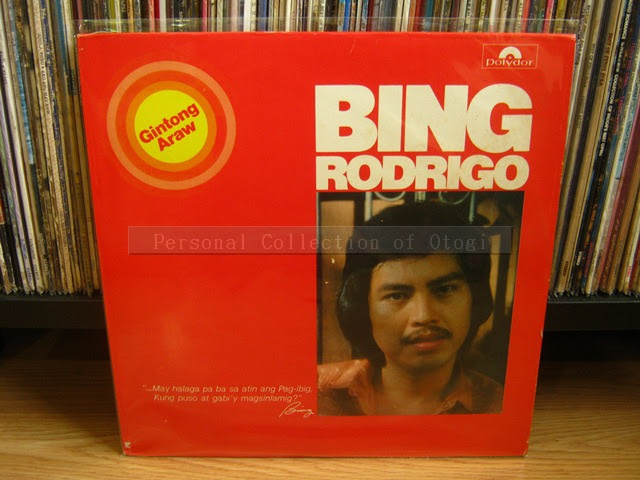 polydor
Gintong
Araw
BING
RODRIGO
Personal Collection of Otogi
"...May halaga pa ba sa atin ang Pag-ibig,
Kung puso at gabi'y magsinlamig?"
Bing